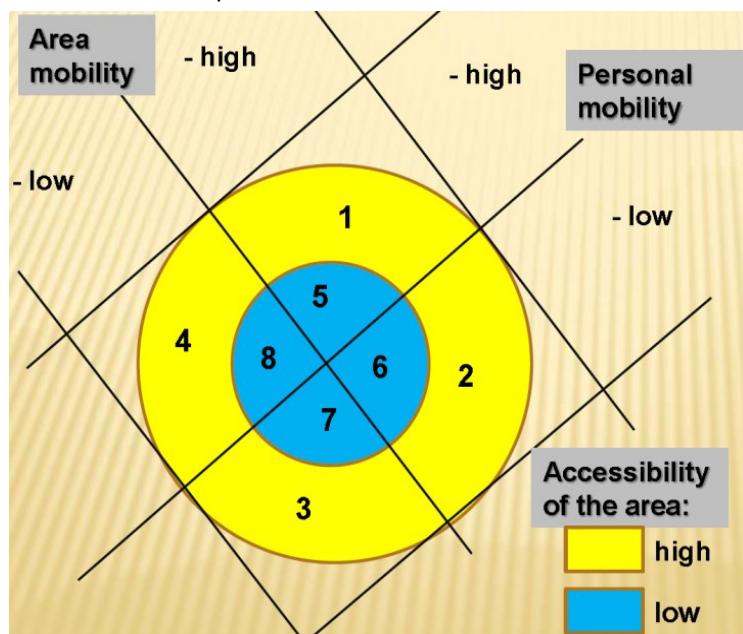 Area
mobility
- high
- high
Personal
mobility
- low
- low
1
5
4
8
6
2
7
3
Accessibility
of the area:
high
low